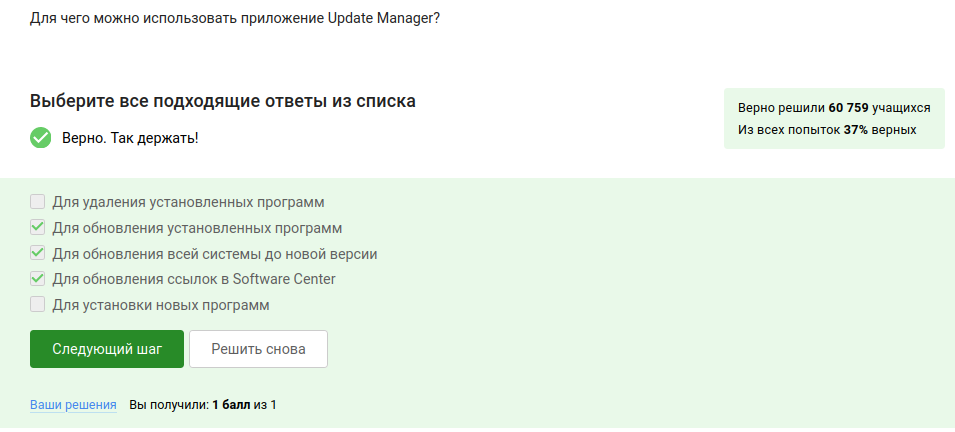 Для чего можно использовать приложение Update Manager?
Выберите все подходящие ответы из списка
Верно решили 60 759 учащихся
Из всех попыток 37% верных
Верно. Так держать!
Для удаления установленных программ
Для обновления установленных программ
Для обновления всей системы до новой версии
Для обновления ссылок в Software Center
Для установки новых программ
Следующий шаг
Решить снова
Ваши решения Вы получили: 1 балл из 1